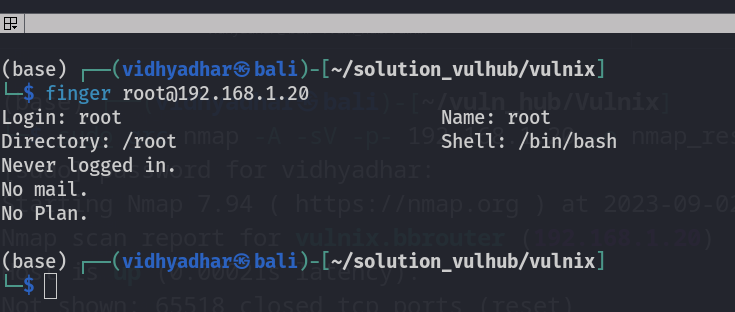 (base) ┌──(vidhyadhar㉿bali)-[~/solution_vulhub/vulnix]
└─$ finger root@192.168.1.20
Login: root Name: root
Directory: /root Shell: /bin/bash
Never logged in.
No mail.
No Plan.
(base) ┌──(vidhyadhar㉿bali)-[~/solution_vulhub/vulnix]
└─$